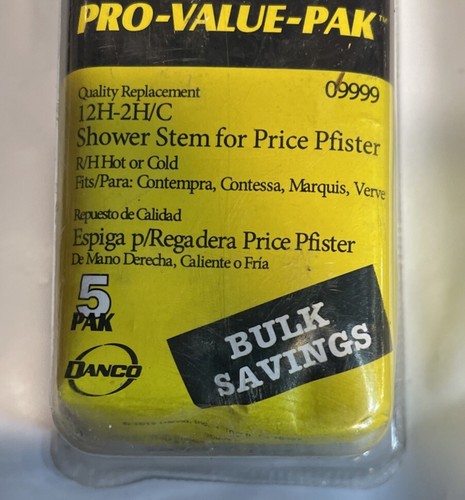 PRO-VALUE-PAK™
Quality Replacement 09999
12H-2H/C
Shower Stem for Price Pfister
R/H Hot or Cold
Fits/Para: Contempra, Contessa, Marquis, Verve
Repuesto de Calidad
Espiga p/Regadera Price Pfister
De Mano Derecha, Caliente o Fría
5
PAK
BULK
SAVINGS
DANCO